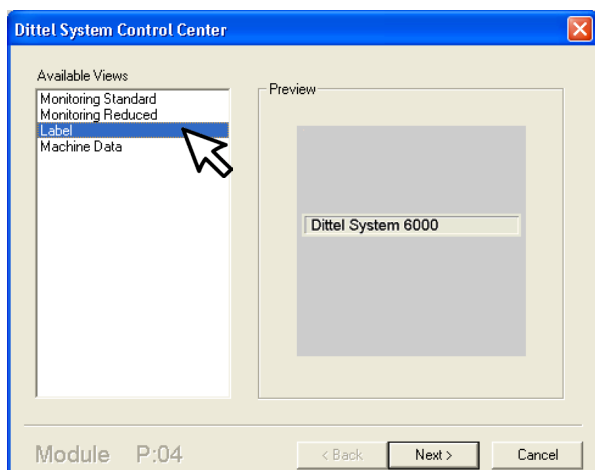 Dittel System Control Center
Available Views
Monitoring Standard
Monitoring Reduced
Label
Machine Data
Preview
Dittel System 6000
Module P:04
< Back
Next >
Cancel